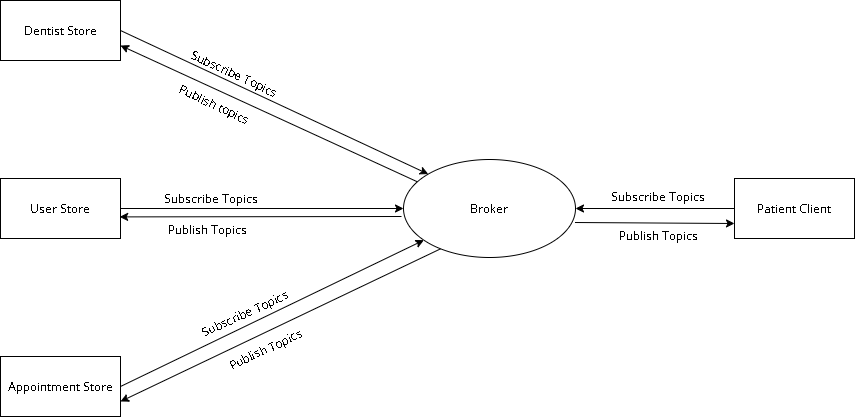 Dentist Store
Subscribe Topics
Publish topics
User Store
Subscribe Topics
Publish Topics
Broker
Subscribe Topics
Publish Topics
Patient Client
Subscribe Topics
Publish Topics
Appointment Store